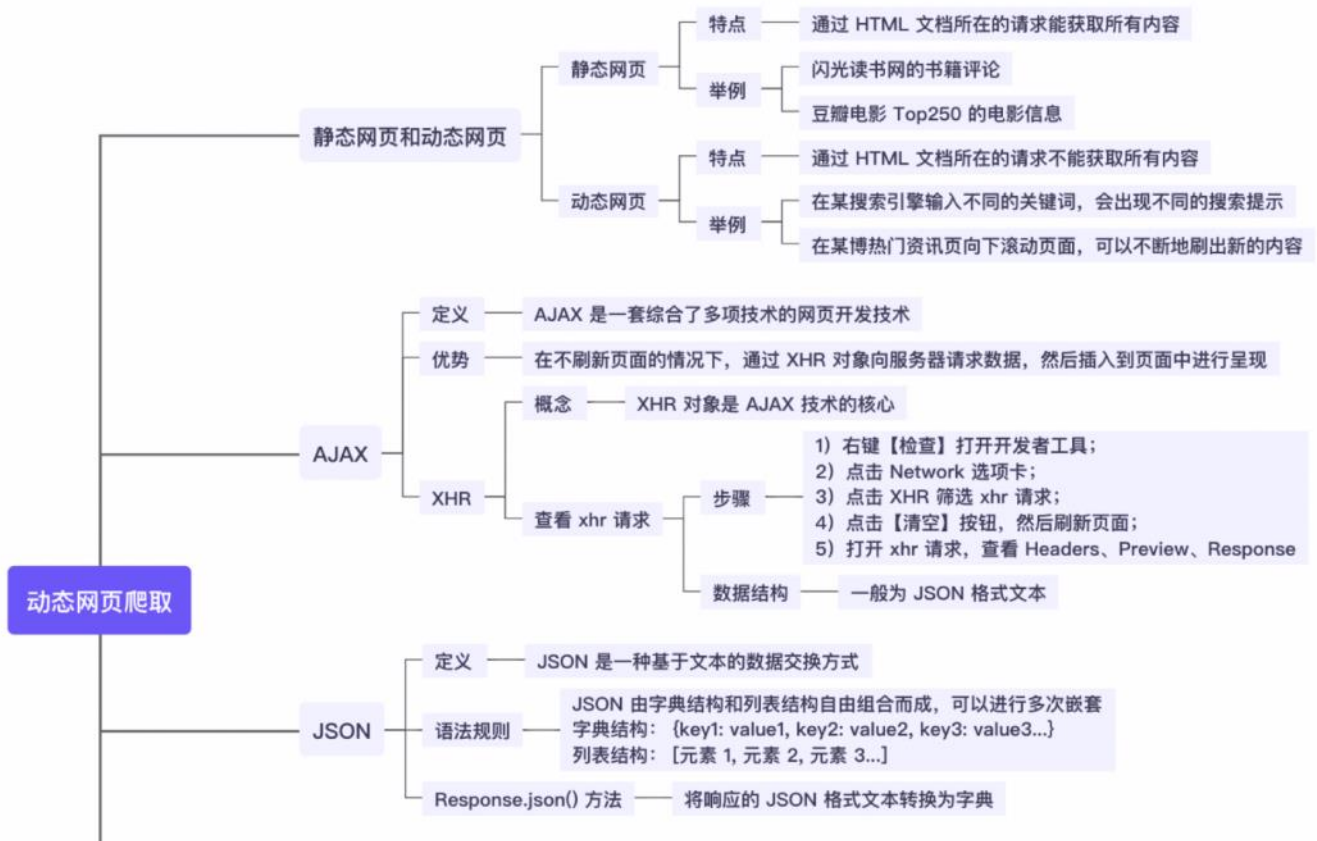 动态网页爬取
静态网页和动态网页
静态网页
特点
通过 HTML 文档所在的请求能获取所有内容
举例
闪光读书网的书籍评论
豆瓣电影 Top250 的电影信息
动态网页
特点
通过 HTML 文档所在的请求不能获取所有内容
举例
在某搜索引擎输入不同的关键词，会出现不同的搜索提示
在某博热门资讯页向下滚动页面，可以不断地刷出新的内容
AJAX
定义
AJAX 是一套综合了多项技术的网页开发技术
优势
在不刷新页面的情况下，通过 XHR 对象向服务器请求数据，然后插入到页面中进行呈现
XHR
概念
XHR 对象是 AJAX 技术的核心
查看 xhr 请求
步骤
1）右键【检查】打开开发者工具；
2）点击 Network 选项卡；
3）点击 XHR 筛选 xhr 请求；
4）点击【清空】按钮，然后刷新页面；
5）打开 xhr 请求，查看 Headers、Preview、Response
数据结构
一般为 JSON 格式文本
JSON
定义
JSON 是一种基于文本的数据交换方式
语法规则
JSON 由字典结构和列表结构自由组合而成，可以进行多次嵌套
字典结构： {key1: value1, key2: value2, key3: value3...}
列表结构： [元素 1, 元素 2, 元素 3...]
Response.json() 方法
将响应的 JSON 格式文本转换为字典